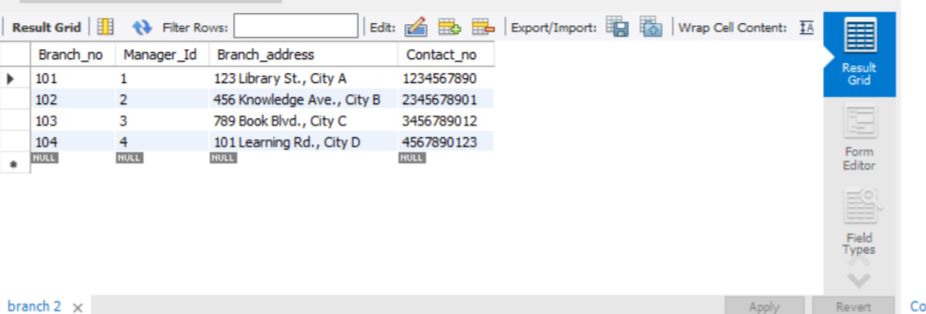 Result Grid Filter Rows: Edit: Export/Import: Wrap Cell Content: IA
Branch_no Manager_Id Branch_address Contact_no
101 1 123 Library St., City A 1234567890
102 2 456 Knowledge Ave., City B 2345678901
103 3 789 Book Blvd., City C 3456789012
104 4 101 Learning Rd., City D 4567890123
NULL NULL NULL NULL
Result
Grid
Form
Editor
Field
Types
branch 2 Apply Revert Co